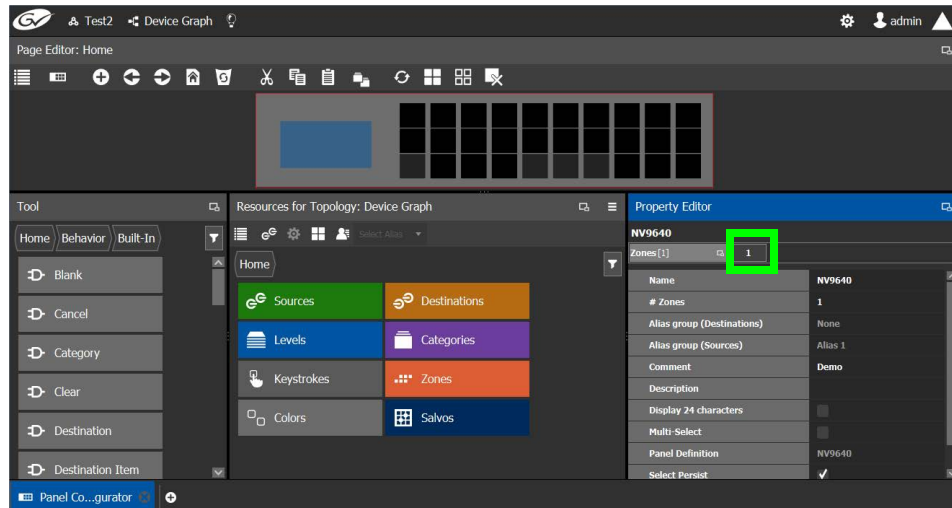 GV Test2 Device Graph admin
Page Editor: Home
Tool
Home Behavior Built-In
Blank
Cancel
Category
Clear
Destination
Destination Item
Resources for Topology: Device Graph
Select Alias
Home
Sources Destinations
Levels Categories
Keystrokes Zones
Colors Salvos
Property Editor
NV9640
Zones[1] 1
Name NV9640
# Zones 1
Alias group (Destinations) None
Alias group (Sources) Alias 1
Comment Demo
Description
Display 24 characters
Multi-Select
Panel Definition NV9640
Select Persist
Panel Co...gurator